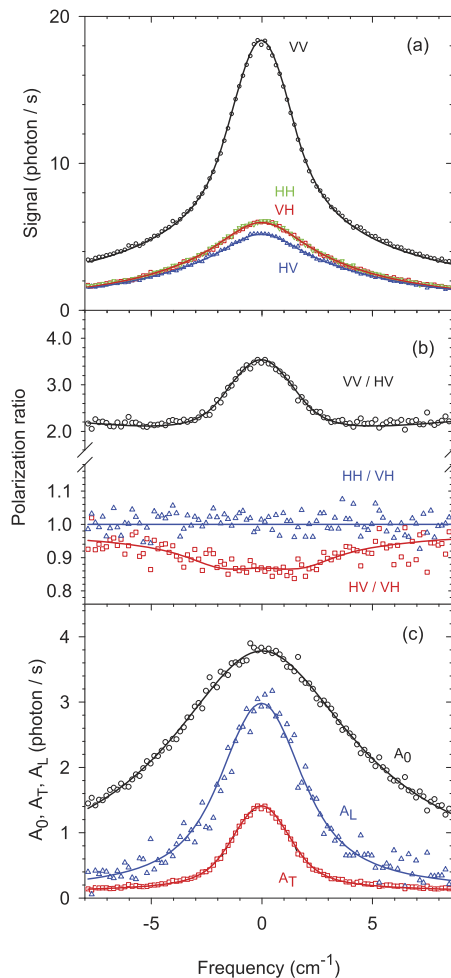 20
(a)
VV
Signal (photon / s)
10
HH
VH
HV
0
4.0
(b)
3.0
VV / HV
2.0
Polarization ratio
HH / VH
1.1
1.0
0.9
0.8
HV / VH
4
(c)
3
A0, AT, AL (photon / s)
A0
2
AL
1
AT
0
-5
0
5
Frequency (cm-1)